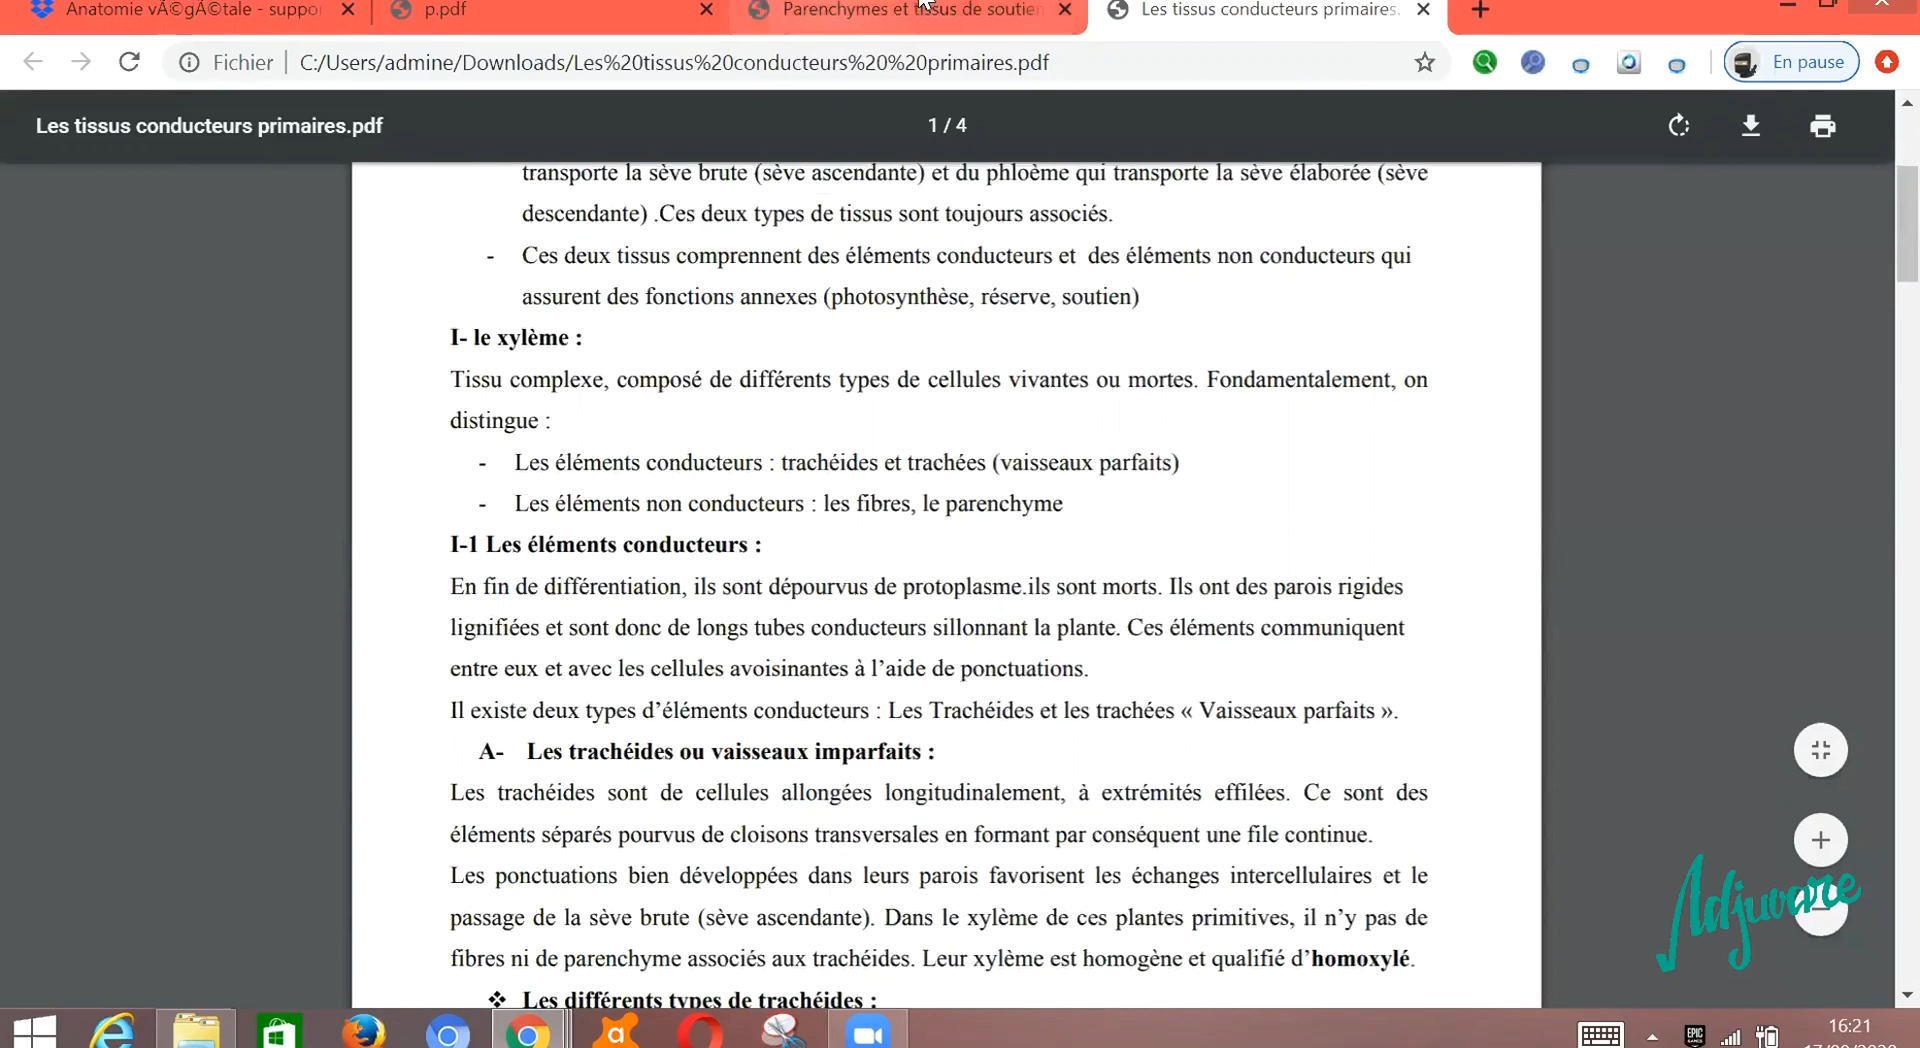 Anatomie vÃ©gÃ©tale - suppo
p.pdf
Parenchymes et tissus de soutien
Les tissus conducteurs primaires.
Fichier
C:/Users/admine/Downloads/Les%20tissus%20conducteurs%20%20primaires.pdf
En pause
Les tissus conducteurs primaires.pdf
1 / 4
transporte la sève brute (sève ascendante) et du phloème qui transporte la sève élaborée (sève
descendante) .Ces deux types de tissus sont toujours associés.
- Ces deux tissus comprennent des éléments conducteurs et des éléments non conducteurs qui
assurent des fonctions annexes (photosynthèse, réserve, soutien)
I- le xylème :
Tissu complexe, composé de différents types de cellules vivantes ou mortes. Fondamentalement, on
distingue :
- Les éléments conducteurs : trachéides et trachées (vaisseaux parfaits)
- Les éléments non conducteurs : les fibres, le parenchyme
I-1 Les éléments conducteurs :
En fin de différentiation, ils sont dépourvus de protoplasme.ils sont morts. Ils ont des parois rigides
lignifiées et sont donc de longs tubes conducteurs sillonnant la plante. Ces éléments communiquent
entre eux et avec les cellules avoisinantes à l’aide de ponctuations.
Il existe deux types d’éléments conducteurs : Les Trachéides et les trachées « Vaisseaux parfaits ».
A- Les trachéides ou vaisseaux imparfaits :
Les trachéides sont de cellules allongées longitudinalement, à extrémités effilées. Ce sont des
éléments séparés pourvus de cloisons transversales en formant par conséquent une file continue.
Les ponctuations bien développées dans leurs parois favorisent les échanges intercellulaires et le
passage de la sève brute (sève ascendante). Dans le xylème de ces plantes primitives, il n’y pas de
fibres ni de parenchyme associés aux trachéides. Leur xylème est homogène et qualifié d’homoxylé.
❖ Les différents types de trachéides :
Adjuvare
EPIC
GAMES
16:21